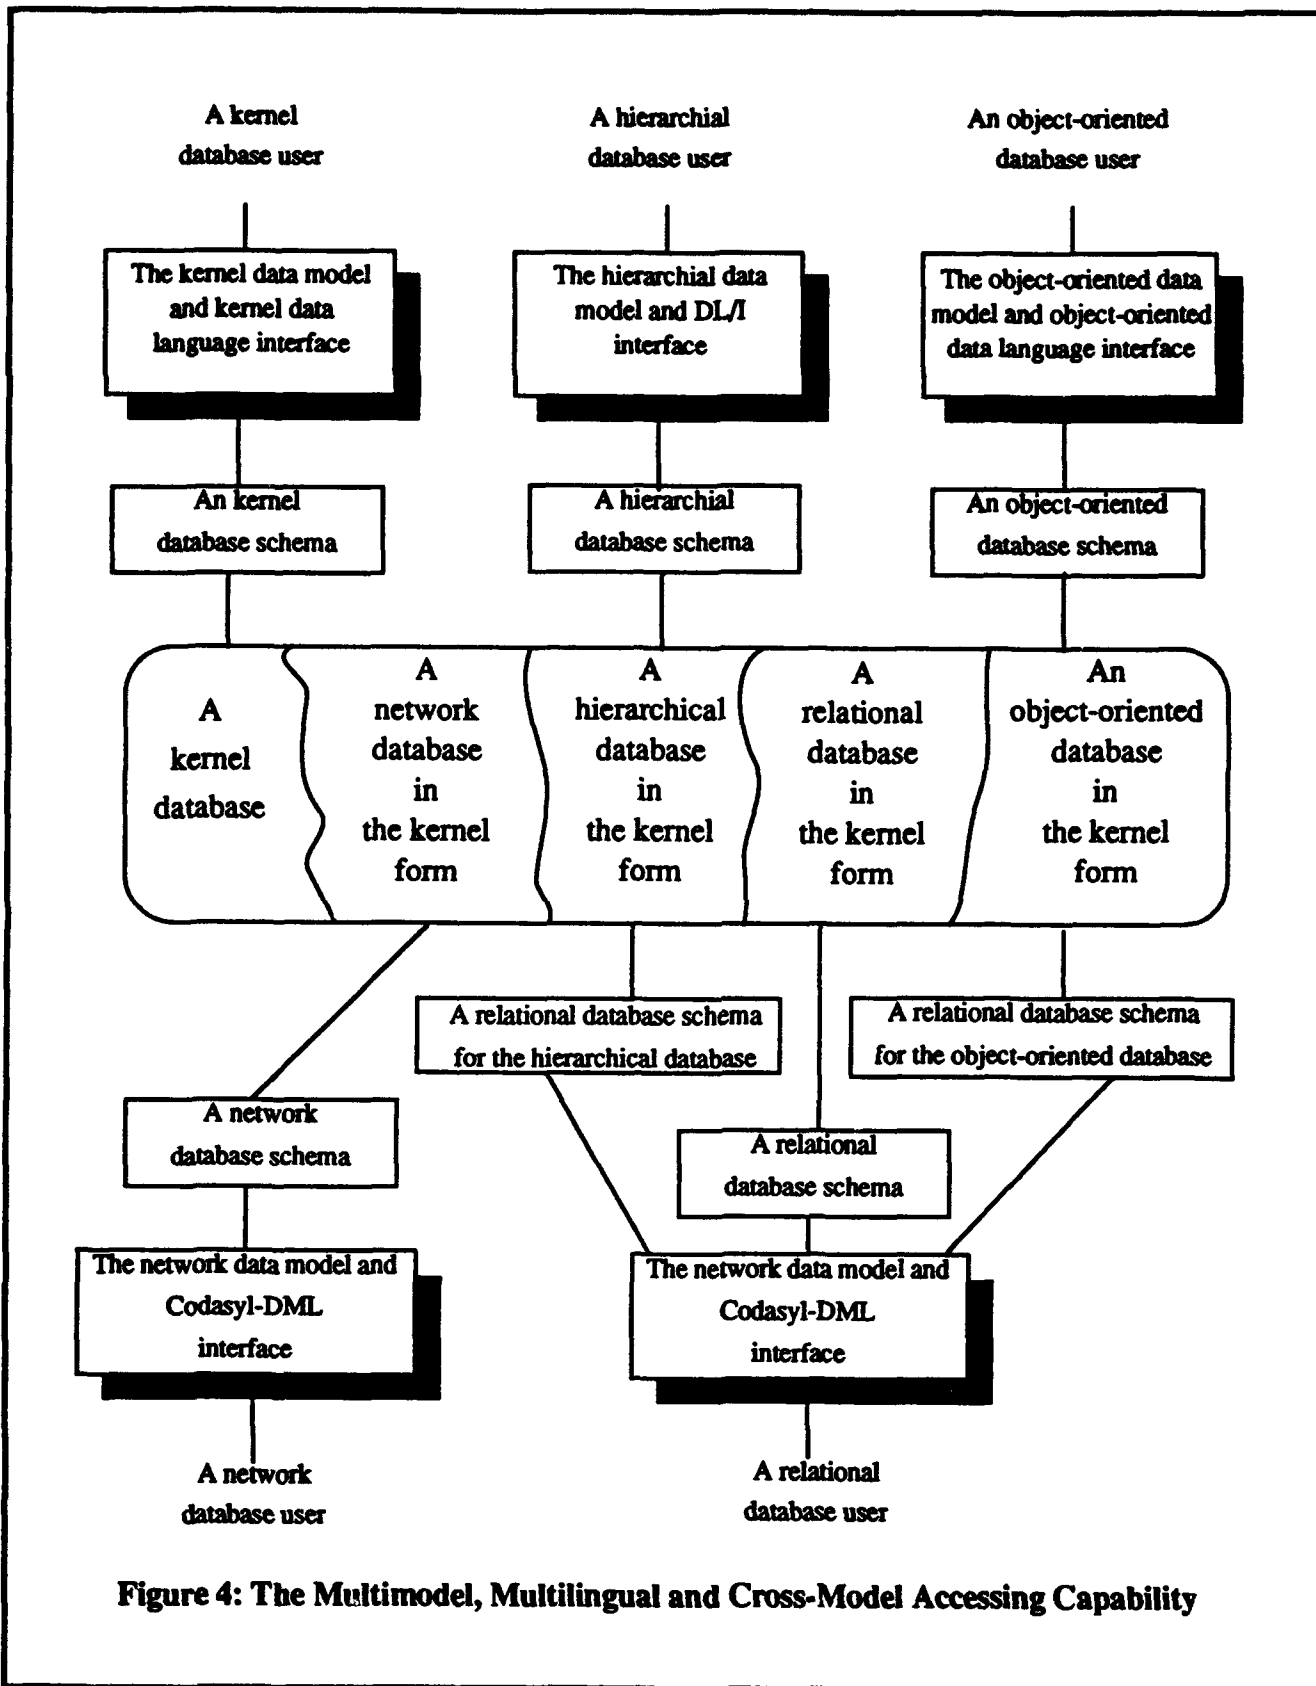 A kernel
database user
A hierarchial
database user
An object-oriented
database user
The kernel data model
and kernel data
language interface
The hierarchial data
model and DL/I
interface
The object-oriented data
model and object-oriented
data language interface
An kernel
database schema
A hierarchial
database schema
An object-oriented
database schema
A
kernel
database
A
network
database
in
the kernel
form
A
hierarchical
database
in
the kernel
form
A
relational
database
in
the kernel
form
An
object-oriented
database
in
the kernel
form
A relational database schema
for the hierarchical database
A relational database schema
for the object-oriented database
A network
database schema
A relational
database schema
The network data model and
Codasyl-DML
interface
The network data model and
Codasyl-DML
interface
A network
database user
A relational
database user
Figure 4: The Multimodel, Multilingual and Cross-Model Accessing Capability